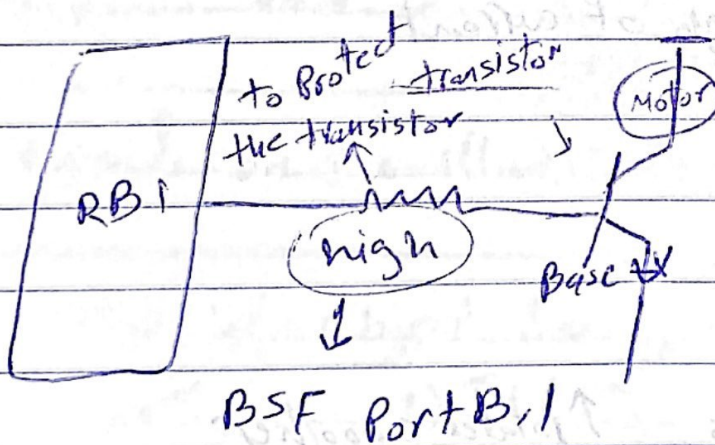 to Protect
the transistor
transistor
Motor
RB1
high
Base
BSF PortB,1